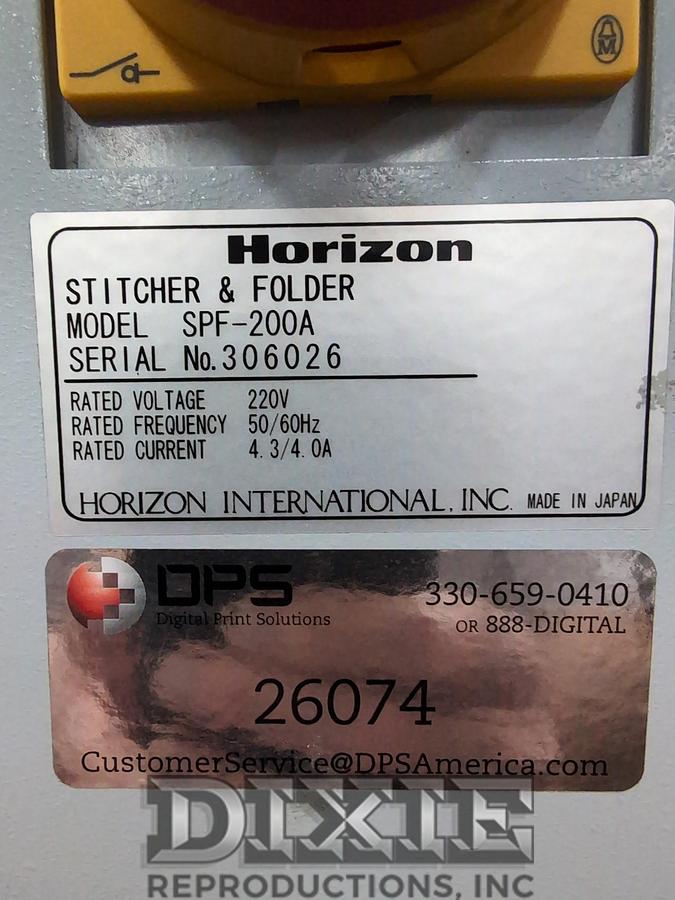 M
Horizon
STITCHER & FOLDER
MODEL SPF-200A
SERIAL No.306026
RATED VOLTAGE 220V
RATED FREQUENCY 50/60Hz
RATED CURRENT 4.3/4.0A
HORIZON INTERNATIONAL, INC. MADE IN JAPAN
DPS
Digital Print Solutions
330-659-0410
OR 888-DIGITAL
26074
CustomerService@DPSAmerica.com
DIXIE
REPRODUCTIONS, INC